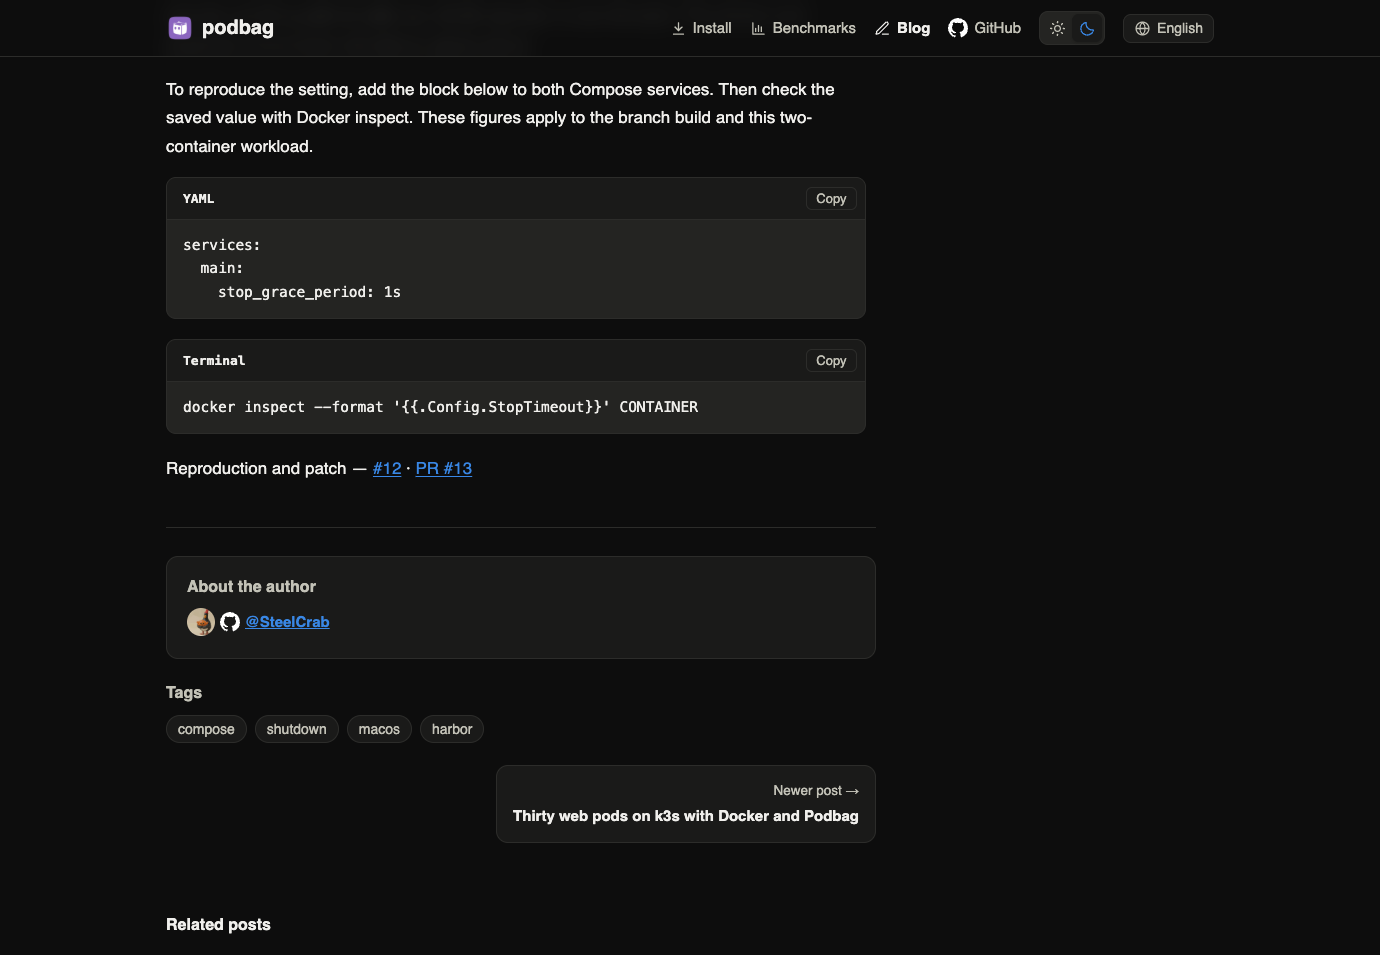 podbag
Install
Benchmarks
Blog
GitHub
English
To reproduce the setting, add the block below to both Compose services. Then check the
saved value with Docker inspect. These figures apply to the branch build and this two-
container workload.
YAML
Copy
services:
  main:
    stop_grace_period: 1s
Terminal
Copy
docker inspect --format '{{.Config.StopTimeout}}' CONTAINER
Reproduction and patch — #12 · PR #13
About the author
@SteelCrab
Tags
compose
shutdown
macos
harbor
Newer post →
Thirty web pods on k3s with Docker and Podbag
Related posts